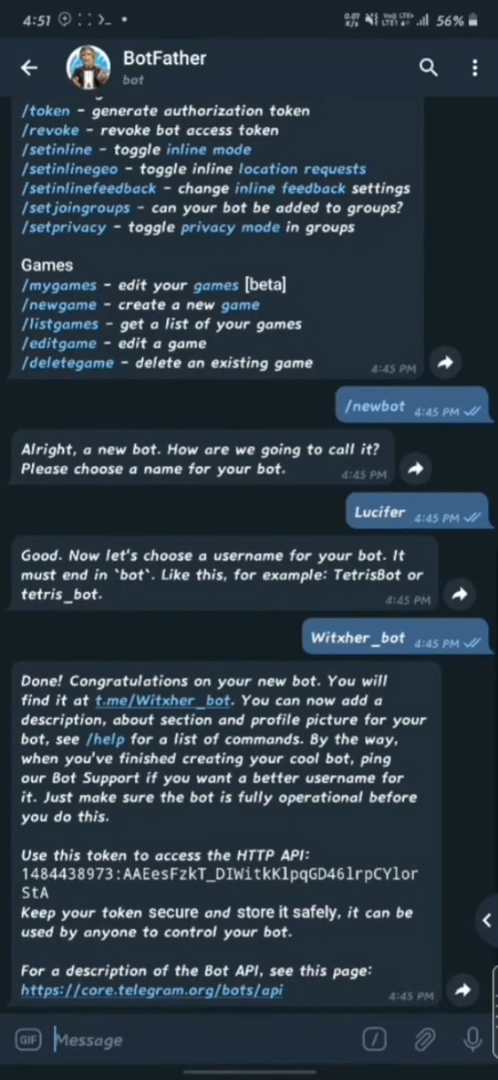 4:51
0.07 K/s Vo) LTE1 LTE+ 56%
BotFather
bot
/token - generate authorization token
/revoke - revoke bot access token
/setinline - toggle inline mode
/setinlinegeo - toggle inline location requests
/setinlinefeedback - change inline feedback settings
/setjoingroups - can your bot be added to groups?
/setprivacy - toggle privacy mode in groups
Games
/mygames - edit your games [beta]
/newgame - create a new game
/listgames - get a list of your games
/editgame - edit a game
/deletegame - delete an existing game
4:45 PM
/newbot 4:45 PM
Alright, a new bot. How are we going to call it?
Please choose a name for your bot.
4:45 PM
Lucifer 4:45 PM
Good. Now let's choose a username for your bot. It
must end in `bot`. Like this, for example: TetrisBot or
tetris_bot.
4:45 PM
Witxher_bot 4:45 PM
Done! Congratulations on your new bot. You will
find it at t.me/Witxher_bot. You can now add a
description, about section and profile picture for your
bot, see /help for a list of commands. By the way,
when you've finished creating your cool bot, ping
our Bot Support if you want a better username for
it. Just make sure the bot is fully operational before
you do this.
Use this token to access the HTTP API:
1484438973:AAEesFzkT_DIWitkKlpqGD46lrpCYlor
StA
Keep your token secure and store it safely, it can be
used by anyone to control your bot.
For a description of the Bot API, see this page:
https://core.telegram.org/bots/api
4:45 PM
GIF Message